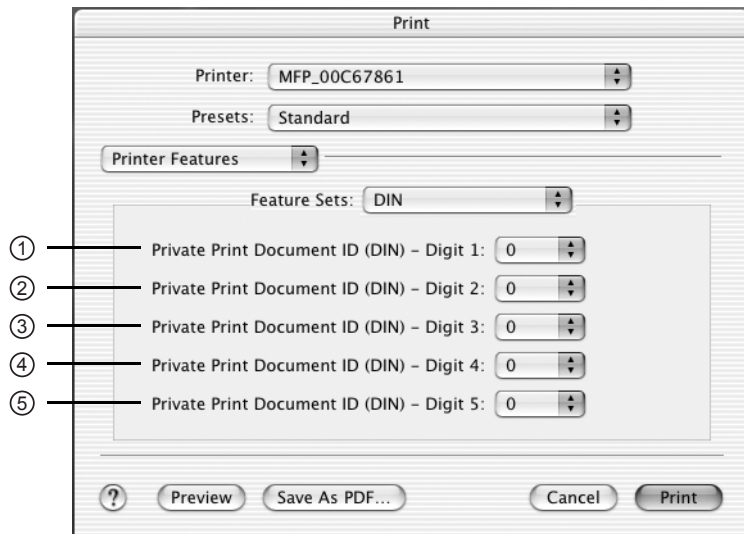 Print
Printer: MFP_00C67861
Presets: Standard
Printer Features
Feature Sets: DIN
① Private Print Document ID (DIN) – Digit 1: 0
② Private Print Document ID (DIN) – Digit 2: 0
③ Private Print Document ID (DIN) – Digit 3: 0
④ Private Print Document ID (DIN) – Digit 4: 0
⑤ Private Print Document ID (DIN) – Digit 5: 0
? Preview Save As PDF... Cancel Print